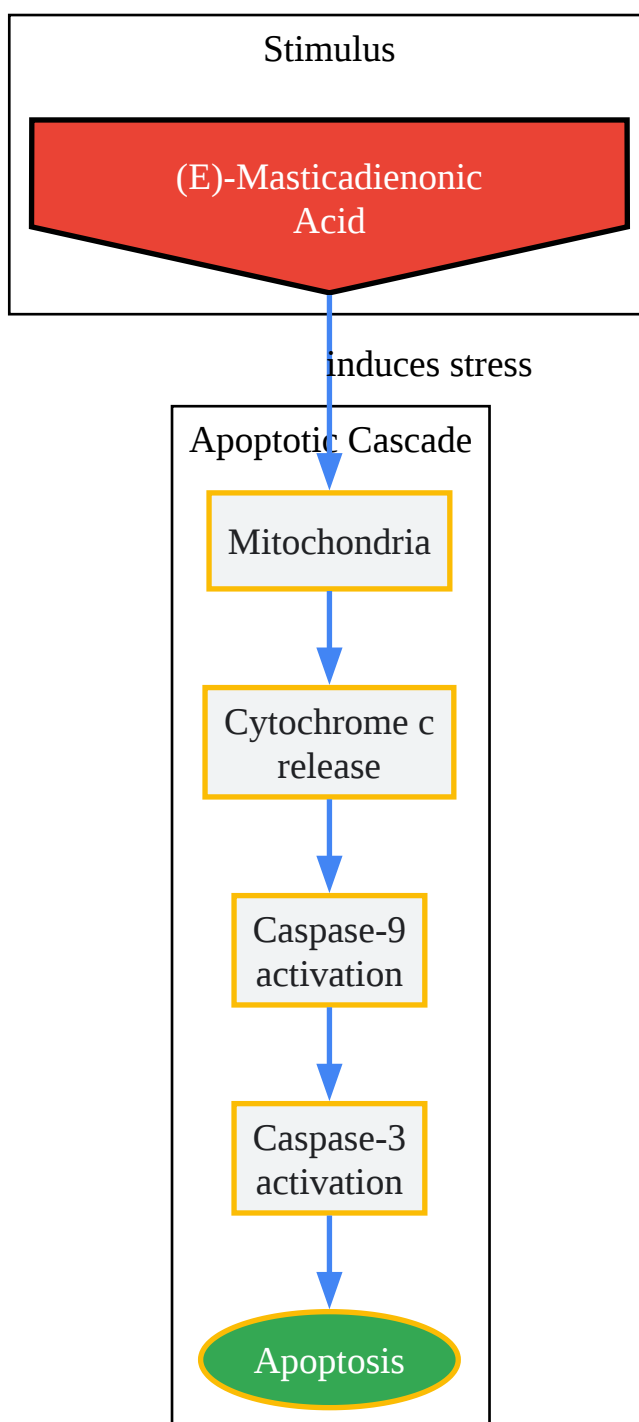 Stimulus
(E)-Masticadienonic
Acid
induces stress
Apoptotic Cascade
Mitochondria
Cytochrome c
release
Caspase-9
activation
Caspase-3
activation
Apoptosis